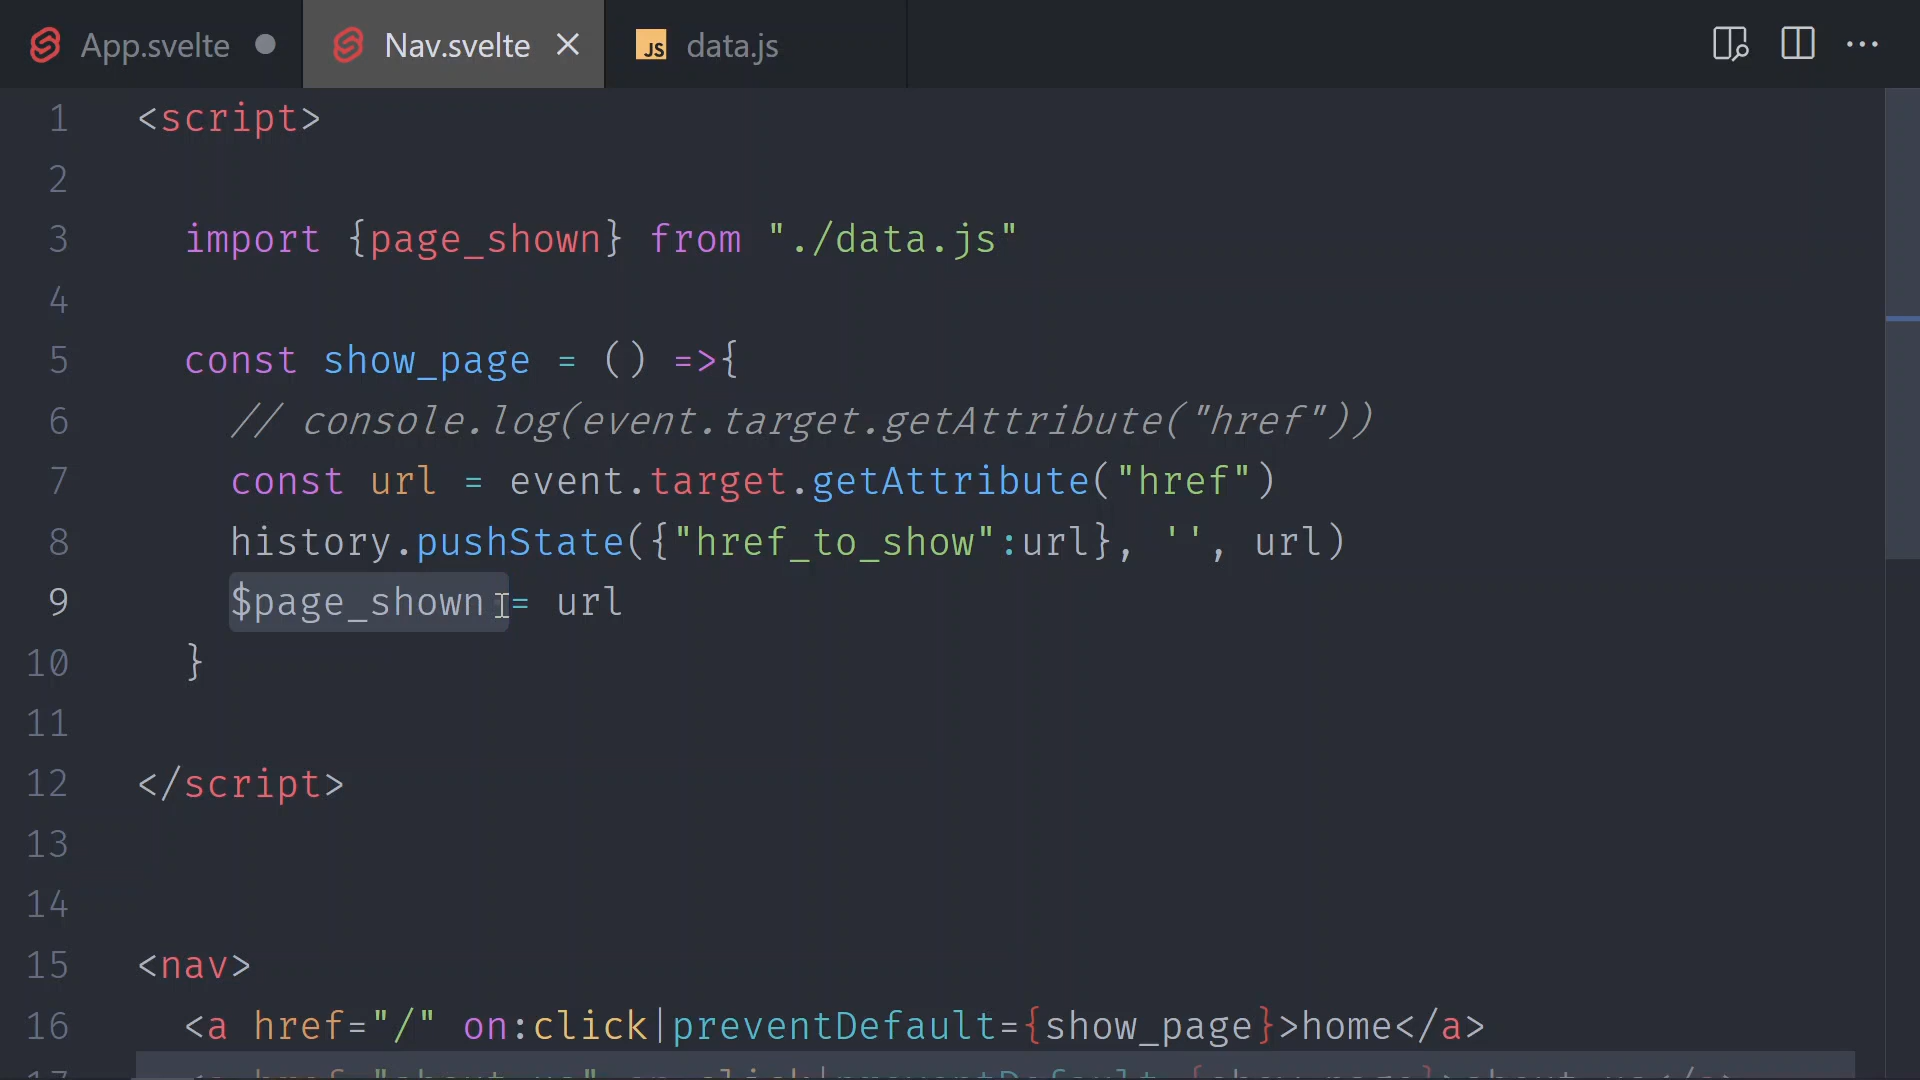 App.svelte
Nav.svelte
JS data.js
1 <script>
2
3 import {page_shown} from "./data.js"
4
5 const show_page = () =>{
6 // console.log(event.target.getAttribute("href"))
7 const url = event.target.getAttribute("href")
8 history.pushState({"href_to_show":url}, '', url)
9 $page_shown = url
10 }
11
12 </script>
13
14
15 <nav>
16 <a href="/" on:click|preventDefault={show_page}>home</a>